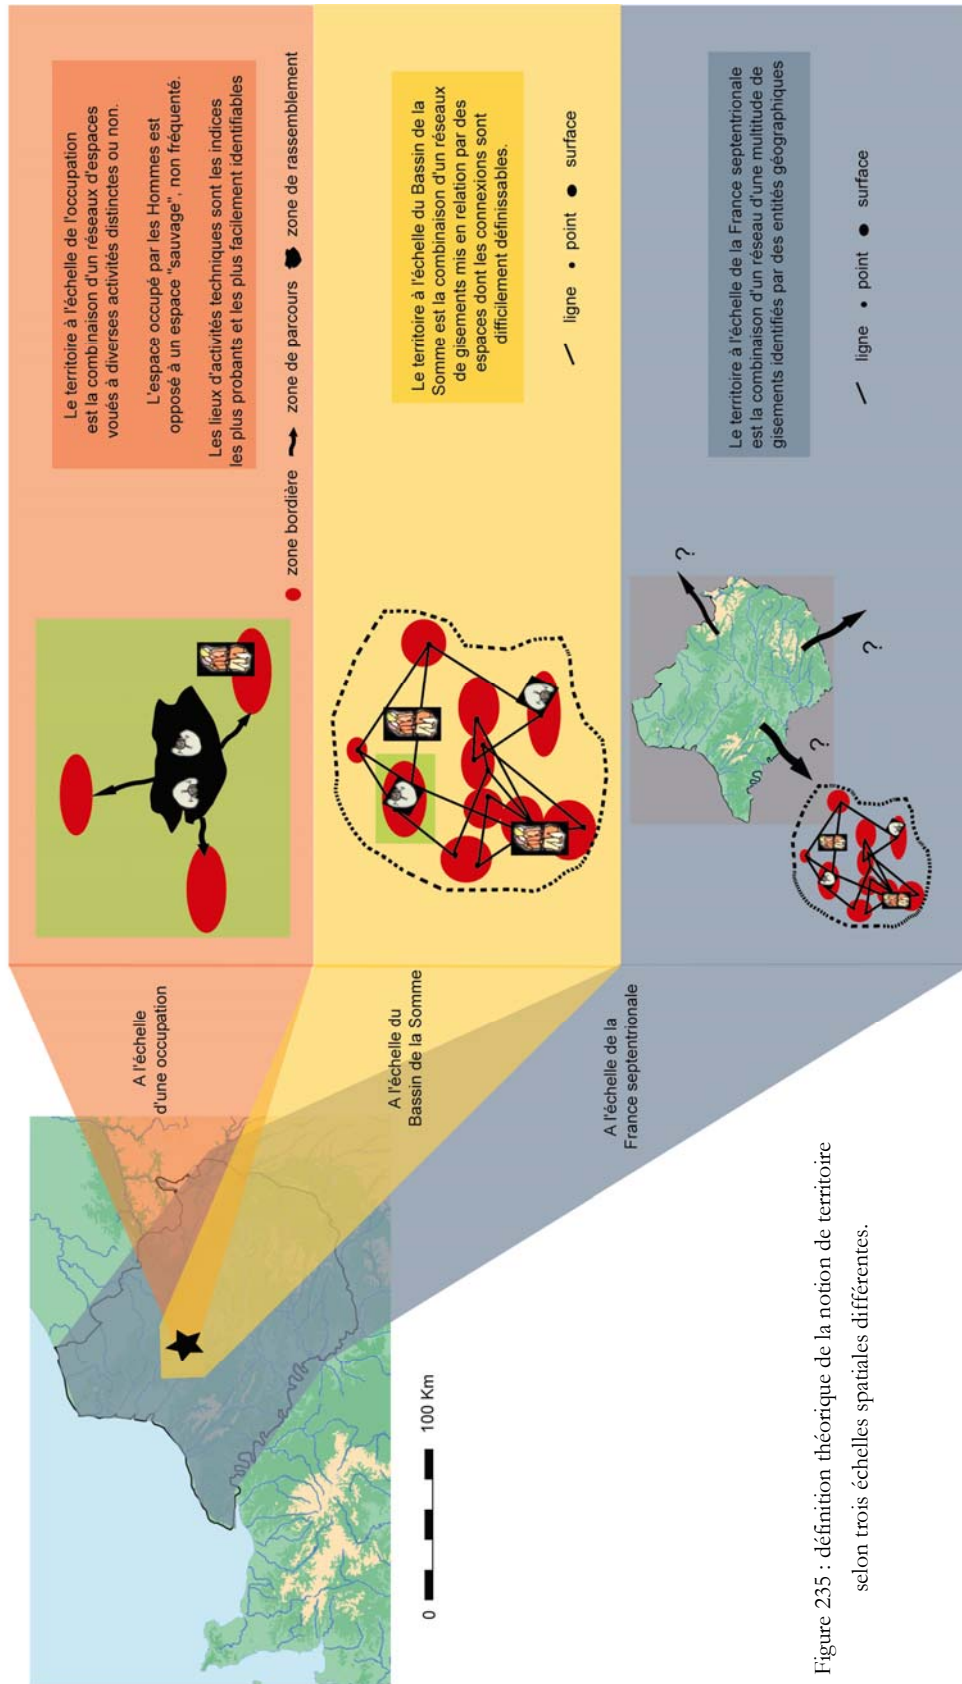 Le territoire à l'échelle de l'occupation
est la combinaison d'un réseaux d'espaces
voués à diverses activités distinctes ou non.
L'espace occupé par les Hommes est
opposé à un espace "sauvage", non fréquenté.
Les lieux d'activités techniques sont les indices
les plus probants et les plus facilement identifiables
zone bordière zone de parcours zone de rassemblement
A l'échelle
d'une occupation
Le territoire à l'échelle du Bassin de la
Somme est la combinaison d'un réseaux
de gisements mis en relation par des
espaces dont les connexions sont
difficilement définissables.
ligne point surface
A l'échelle du
Bassin de la Somme
Le territoire à l'échelle de la France septentrionale
est la combinaison d'un réseau d'une multitude de
gisements identifiés par des entités géographiques
ligne point surface
?
?
?
A l'échelle de la
France septentrionale
0 100 Km
Figure 235 : définition théorique de la notion de territoire
selon trois échelles spatiales différentes.